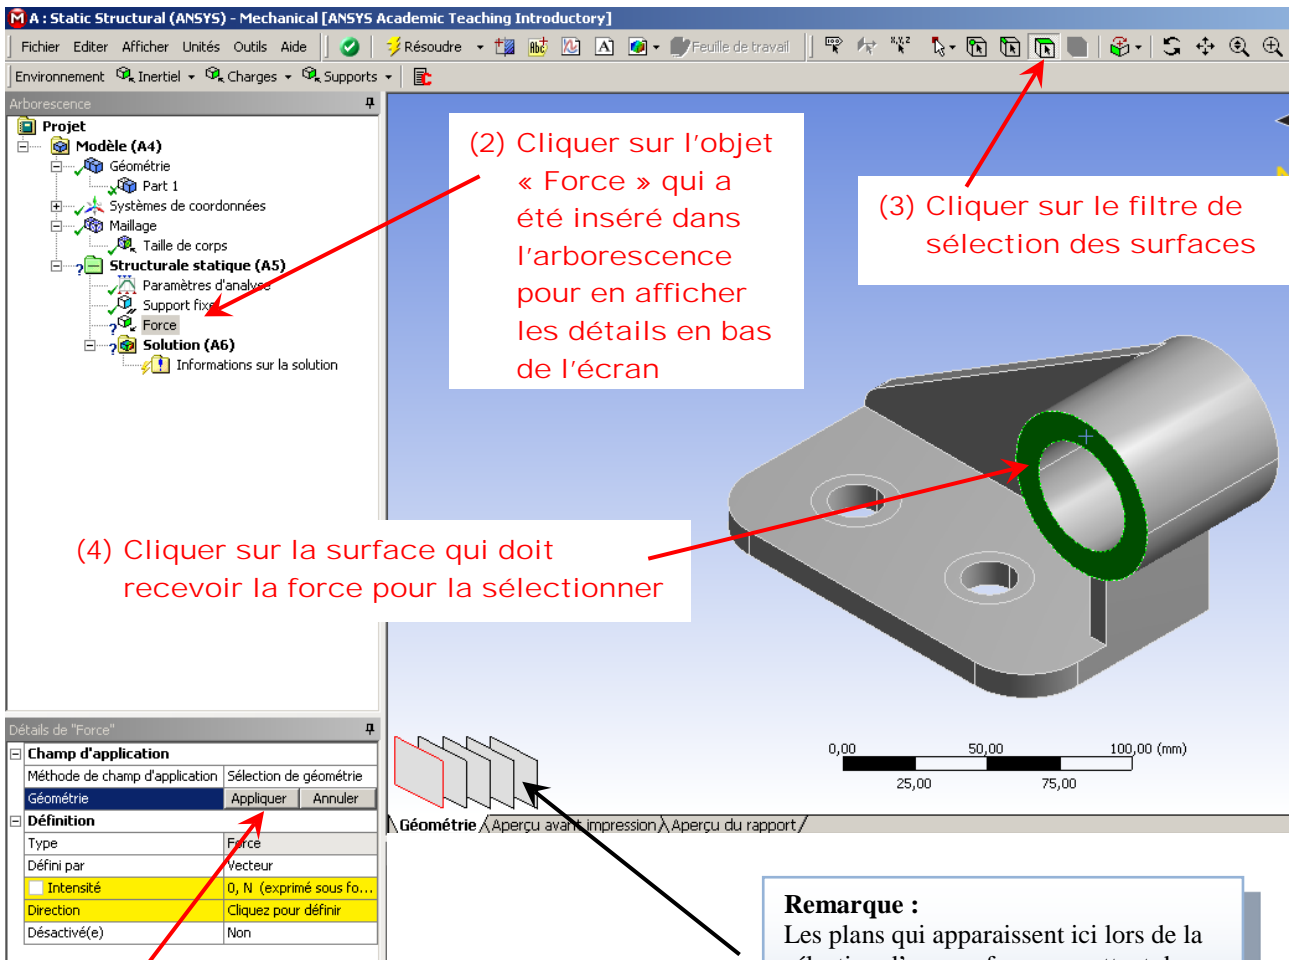 A : Static Structural (ANSYS) - Mechanical [ANSYS Academic Teaching Introductory]
Fichier Editer Afficher Unités Outils Aide Résoudre Feuille de travail
Environnement Inertiel Charges Supports
Arborescence
Projet
Modèle (A4)
Géométrie
Part 1
Systèmes de coordonnées
Maillage
Taille de corps
Structurale statique (A5)
Paramètres d'analyse
Support fixe
Force
Solution (A6)
Informations sur la solution
(2) Cliquer sur l'objet
« Force » qui a
été inséré dans
l'arborescence
pour en afficher
les détails en bas
de l'écran
(3) Cliquer sur le filtre de
sélection des surfaces
(4) Cliquer sur la surface qui doit
recevoir la force pour la sélectionner
0,00 50,00 100,00 (mm)
25,00 75,00
Géométrie Aperçu avant impression Aperçu du rapport
Détails de "Force"
Champ d'application
Méthode de champ d'application Sélection de géométrie
Géométrie Appliquer Annuler
Définition
Type Force
Défini par Vecteur
Intensité 0, N (exprimé sous fo...
Direction Cliquez pour définir
Désactivé(e) Non
Remarque :
Les plans qui apparaissent ici lors de la